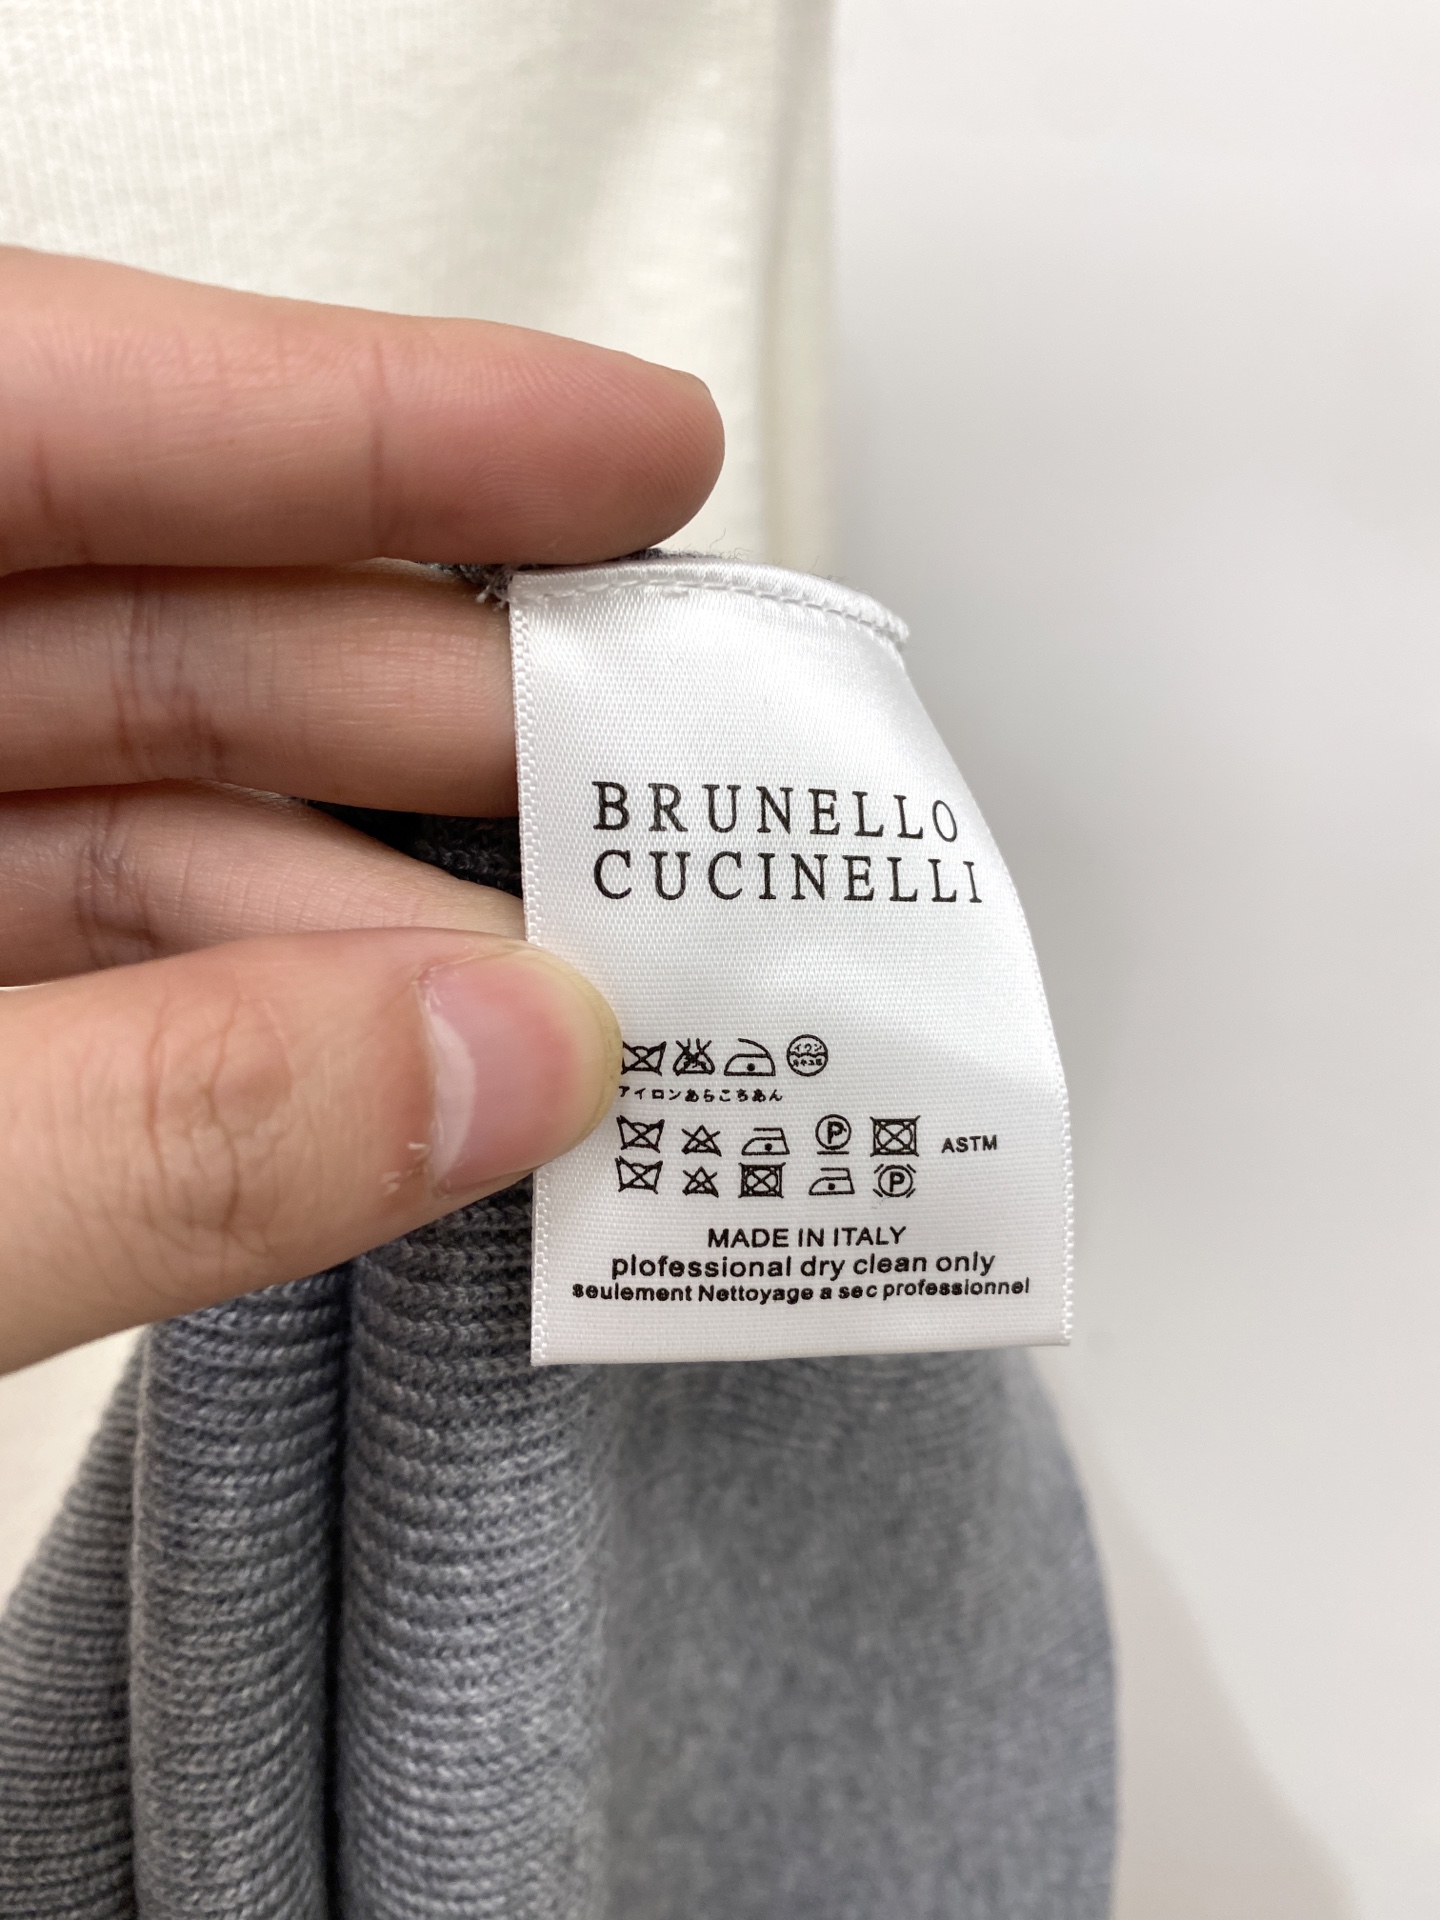 BRUNELLO
CUCINELLI
アイロンあらこちあん
P
ASTM
P
MADE IN ITALY
plofessional dry clean only
seulement Nettoyage a sec professionnel